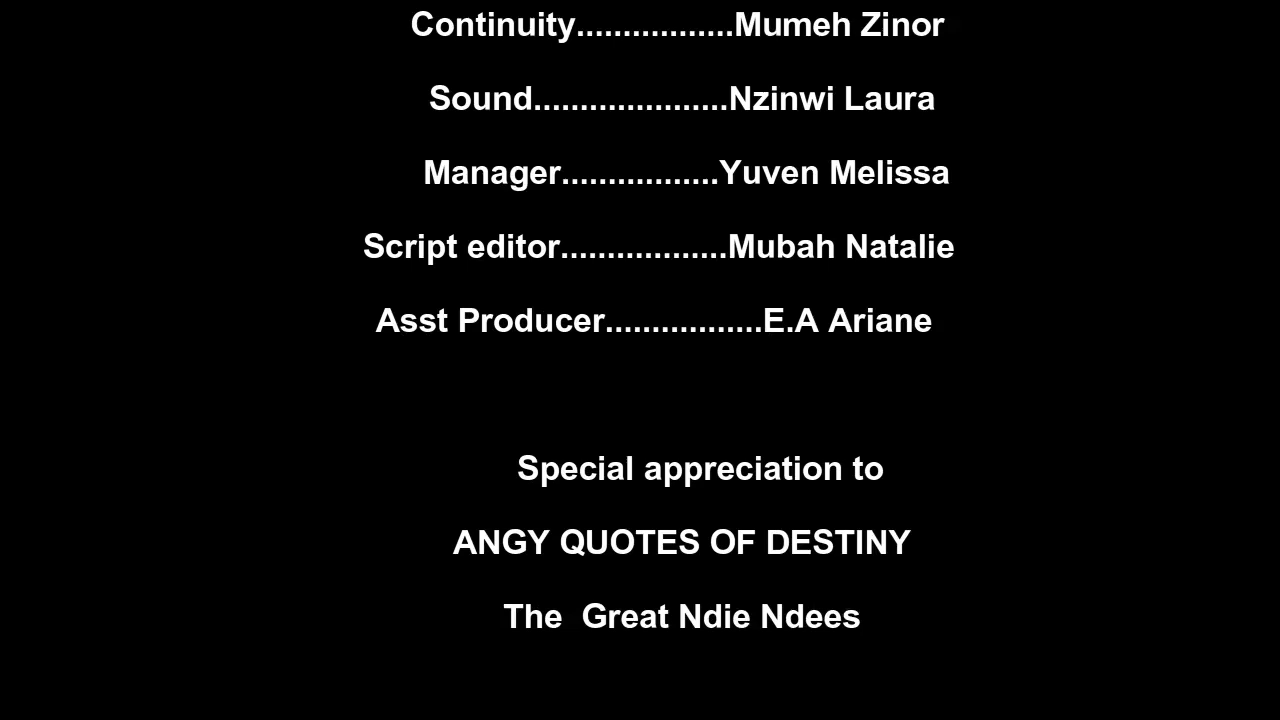 Continuity.................Mumeh Zinor
Sound.....................Nzinwi Laura
Manager.................Yuven Melissa
Script editor..................Mubah Natalie
Asst Producer.................E.A Ariane
Special appreciation to
ANGY QUOTES OF DESTINY
The  Great Ndie Ndees